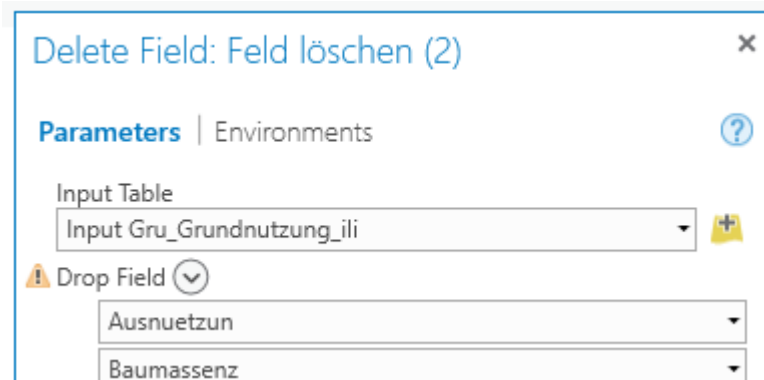 Delete Field: Feld löschen (2)
Parameters | Environments
Input Table
Input Gru_Grundnutzung_ili
Drop Field
Ausnuetzun
Baumassenz